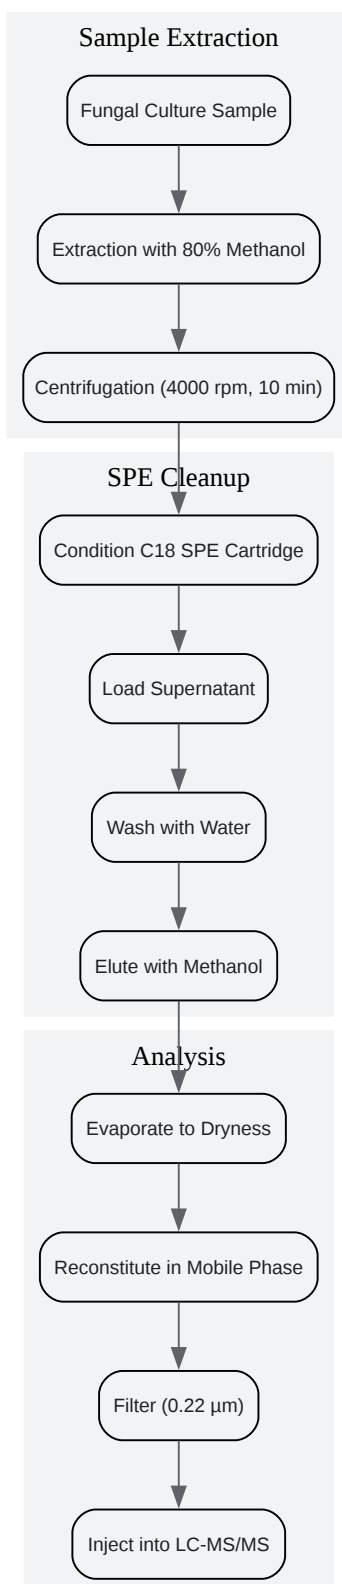 Sample Extraction
Fungal Culture Sample
Extraction with 80% Methanol
Centrifugation (4000 rpm, 10 min)
SPE Cleanup
Condition C18 SPE Cartridge
Load Supernatant
Wash with Water
Elute with Methanol
Analysis
Evaporate to Dryness
Reconstitute in Mobile Phase
Filter (0.22 µm)
Inject into LC-MS/MS